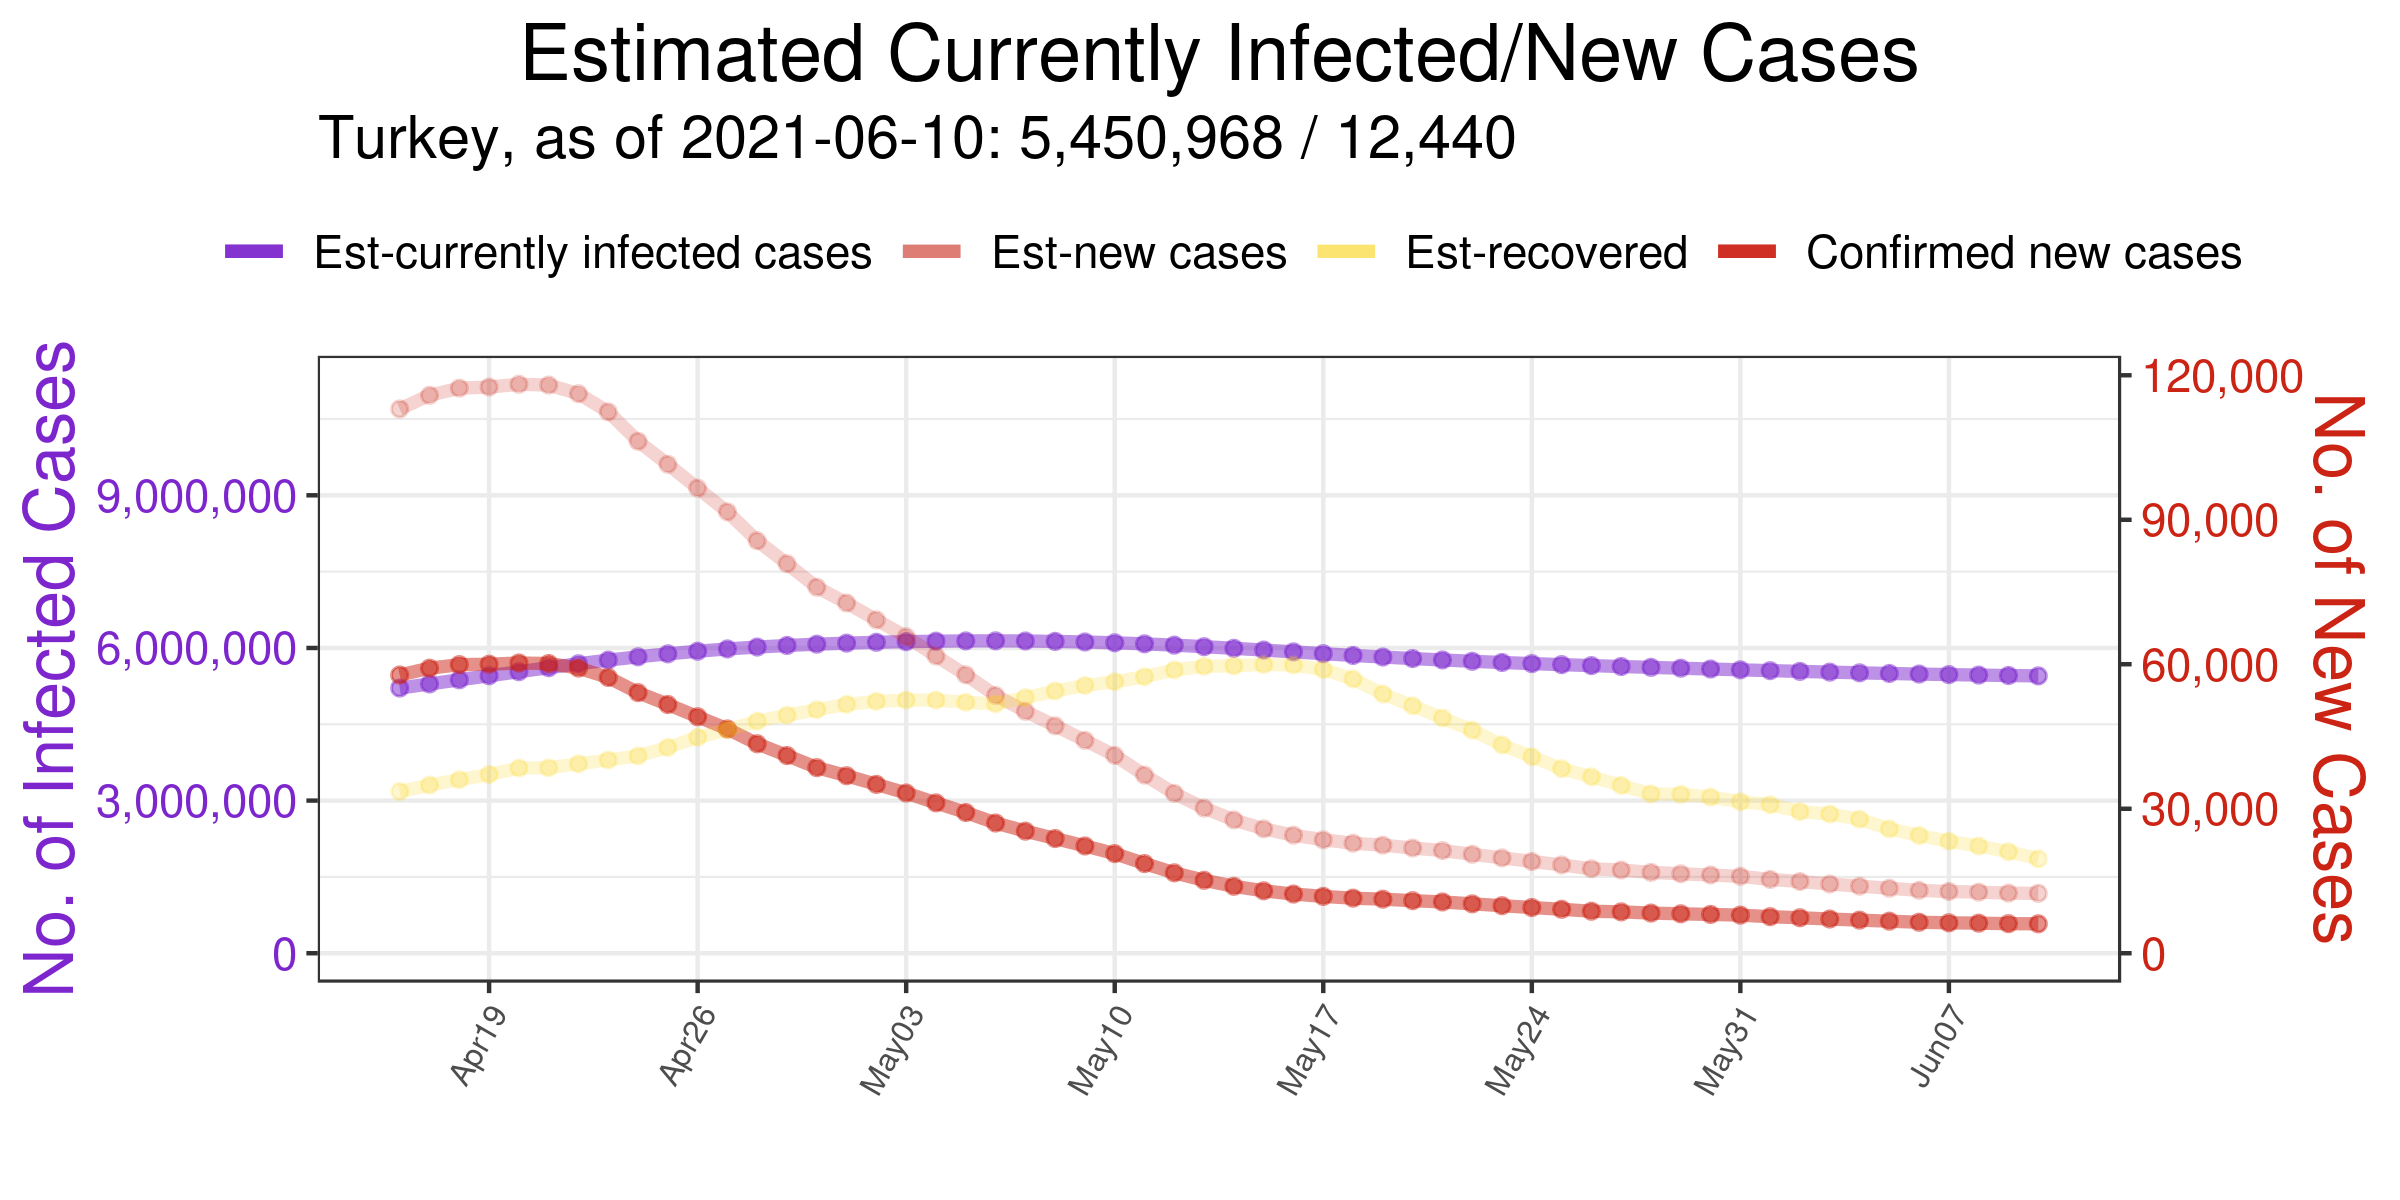 Estimated Currently Infected/New Cases
Turkey, as of 2021-06-10: 5,450,968 / 12,440
Est-currently infected cases Est-new cases Est-recovered Confirmed new cases
No. of Infected Cases
9,000,000
6,000,000
3,000,000
0
120,000
90,000
60,000
30,000
0
No. of New Cases
Apr19 Apr26 May03 May10 May17 May24 May31 Jun07